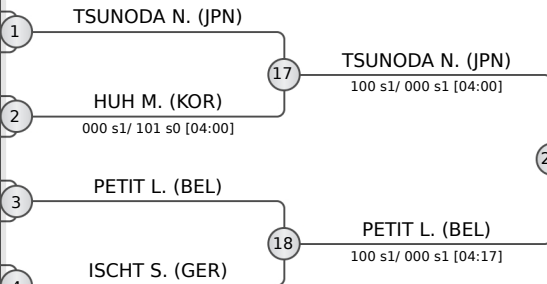 TSUNODA N. (JPN)
1
17
TSUNODA N. (JPN)
100 s1/ 000 s1 [04:00]
HUH M. (KOR)
2
000 s1/ 101 s0 [04:00]
PETIT L. (BEL)
3
18
PETIT L. (BEL)
100 s1/ 000 s1 [04:17]
ISCHT S. (GER)